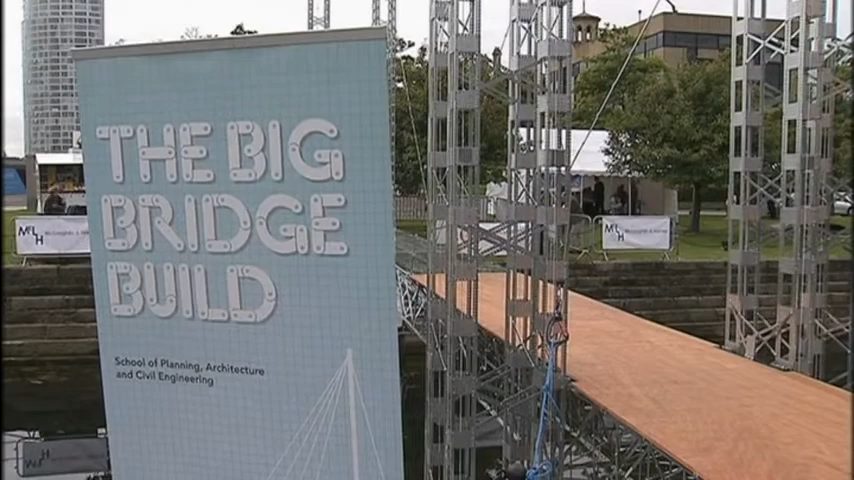 THE BIG
BRIDGE
BUILD
School of Planning, Architecture
and Civil Engineering